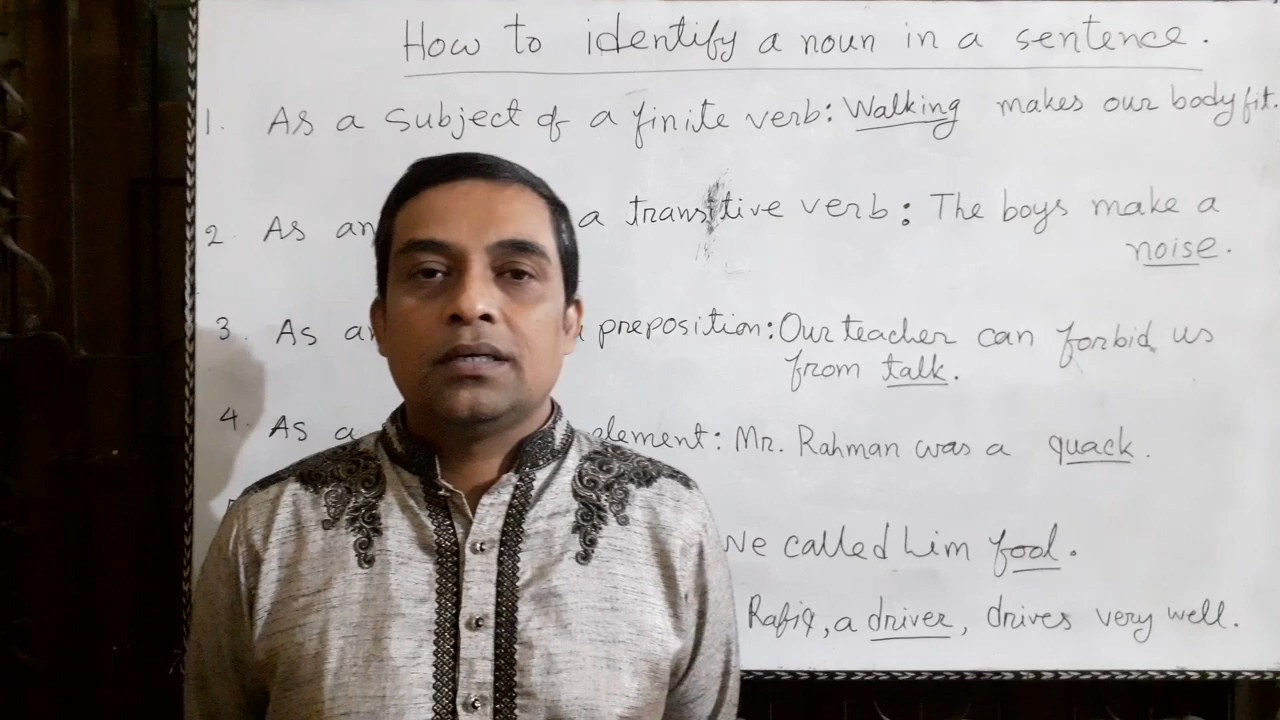 How to identify a noun in a sentence.
1. As a subject of a finite verb: Walking makes our body fit.
2. As an a transitive verb: The boys make a
noise.
3. As an preposition: Our teacher can forbid us
from talk.
4. As a element: Mr. Rahman was a quack.
We called him fool.
Rafiq, a driver, drives very well.